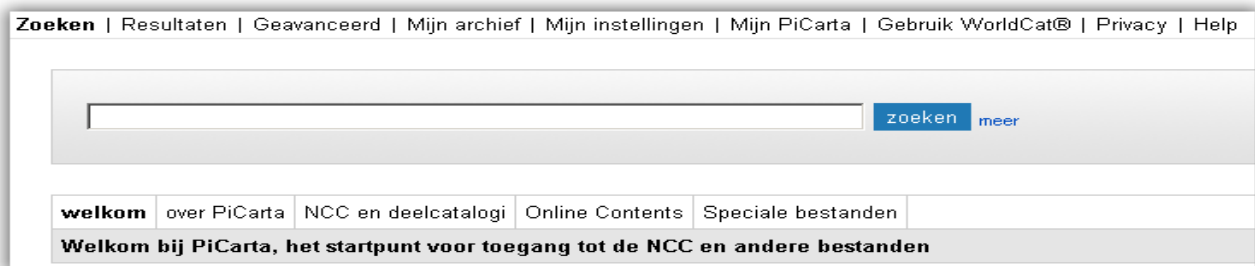 Zoeken | Resultaten | Geavanceerd | Mijn archief | Mijn instellingen | Mijn PiCarta | Gebruik WorldCat® | Privacy | Help
zoeken meer
welkom over PiCarta NCC en deelcatalogi Online Contents Speciale bestanden
Welkom bij PiCarta, het startpunt voor toegang tot de NCC en andere bestanden